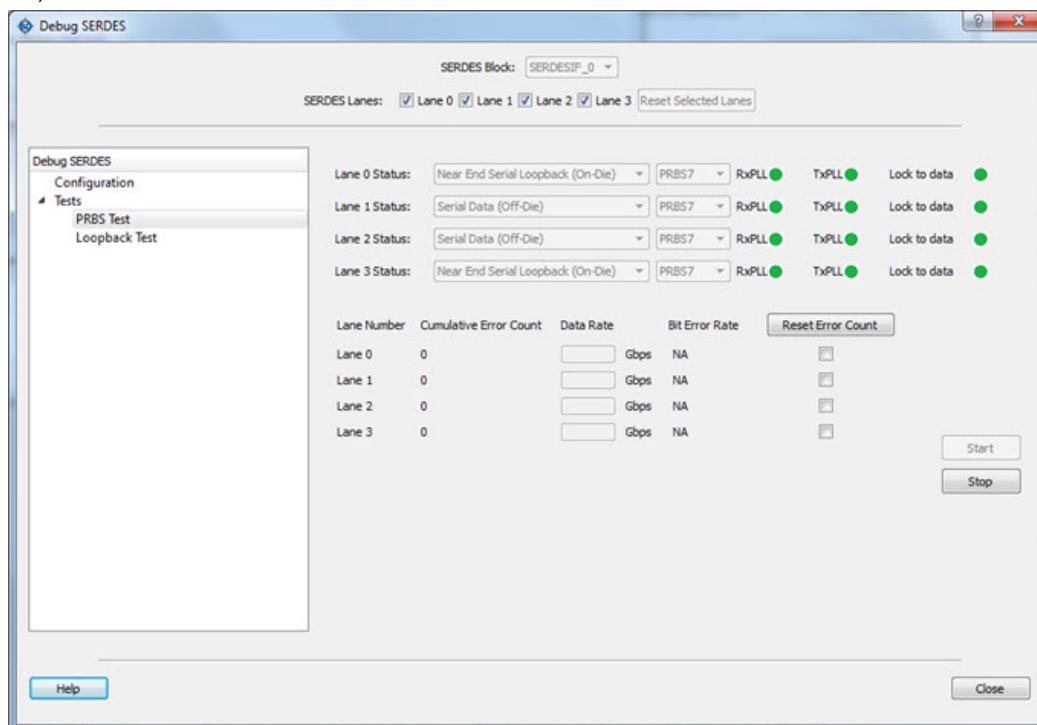 Debug SERDES
SERDES Block: SERDESIF_0
SERDES Lanes: Lane 0 Lane 1 Lane 2 Lane 3 Reset Selected Lanes
Debug SERDES
Configuration
Tests
PRBS Test
Loopback Test
Lane 0 Status: Near End Serial Loopback (On-Die) PRBS7 RxPLL TxPLL Lock to data
Lane 1 Status: Serial Data (Off-Die) PRBS7 RxPLL TxPLL Lock to data
Lane 2 Status: Serial Data (Off-Die) PRBS7 RxPLL TxPLL Lock to data
Lane 3 Status: Near End Serial Loopback (On-Die) PRBS7 RxPLL TxPLL Lock to data
Lane Number Cumulative Error Count Data Rate Bit Error Rate Reset Error Count
Lane 0 0 Gbps NA
Lane 1 0 Gbps NA
Lane 2 0 Gbps NA
Lane 3 0 Gbps NA
Start
Stop
Help Close